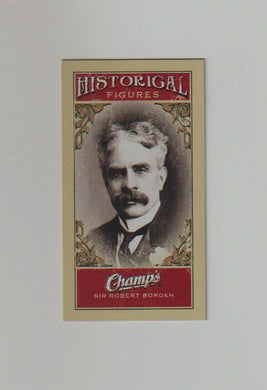 HISTORICAL
FIGURES
Champ's
SIR ROBERT BORDEN